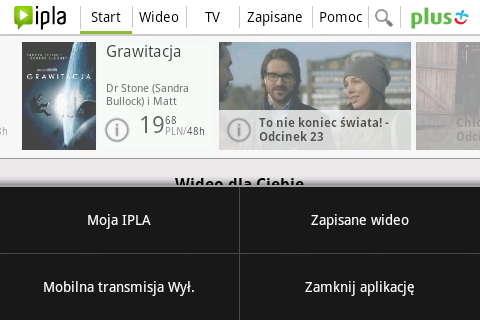 ipla
Start
Wideo
TV
Zapisane
Pomoc
plus
GRAWITACJA
Grawitacja
Dr Stone (Sandra
Bullock) i Matt
19 68
PLN/48h
To nie koniec świata! -
Odcinek 23
Wideo dla Ciebie
Moja IPLA
Zapisane wideo
Mobilna transmisja Wył.
Zamknij aplikację